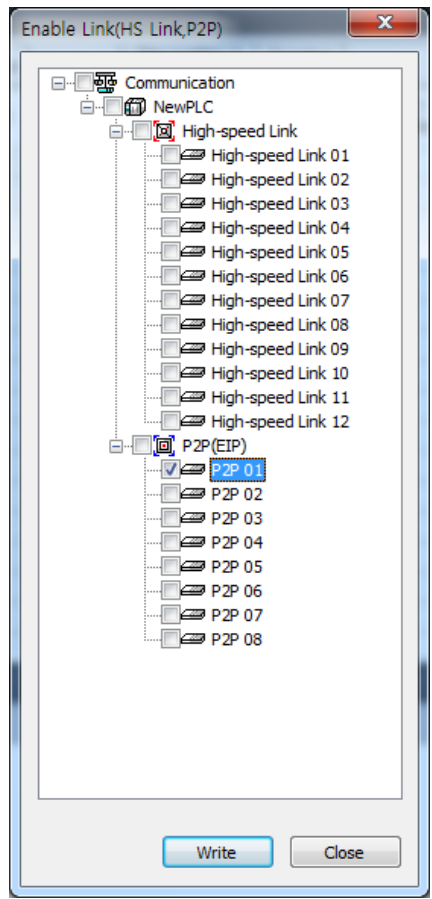 Enable Link(HS Link,P2P)
Communication
NewPLC
High-speed Link
High-speed Link 01
High-speed Link 02
High-speed Link 03
High-speed Link 04
High-speed Link 05
High-speed Link 06
High-speed Link 07
High-speed Link 08
High-speed Link 09
High-speed Link 10
High-speed Link 11
High-speed Link 12
P2P(EIP)
P2P 01
P2P 02
P2P 03
P2P 04
P2P 05
P2P 06
P2P 07
P2P 08
Write Close